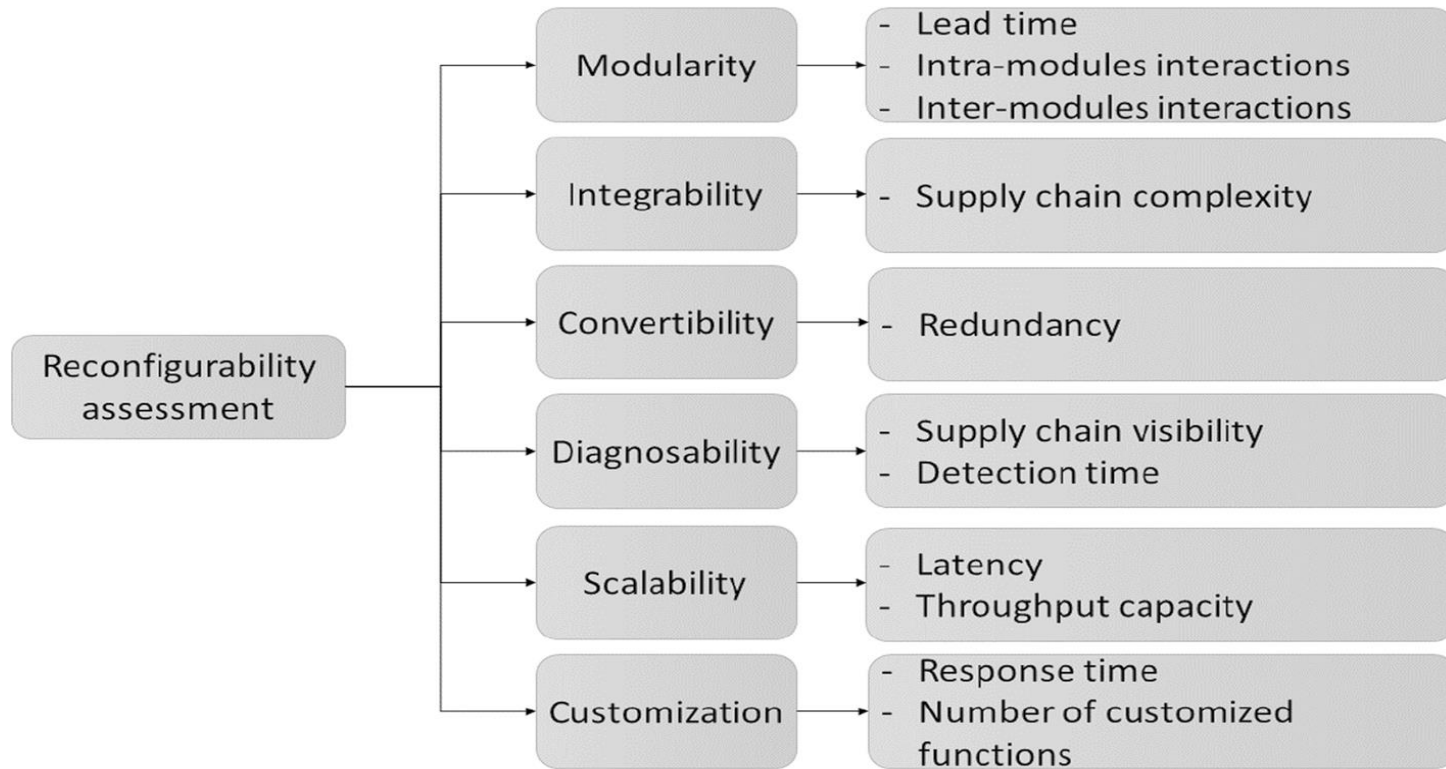 Modularity
- Lead time
- Intra-modules interactions
- Inter-modules interactions
Integrability
- Supply chain complexity
Convertibility
- Redundancy
Reconfigurability
assessment
Diagnosability
- Supply chain visibility
- Detection time
Scalability
- Latency
- Throughput capacity
Customization
- Response time
- Number of customized
functions